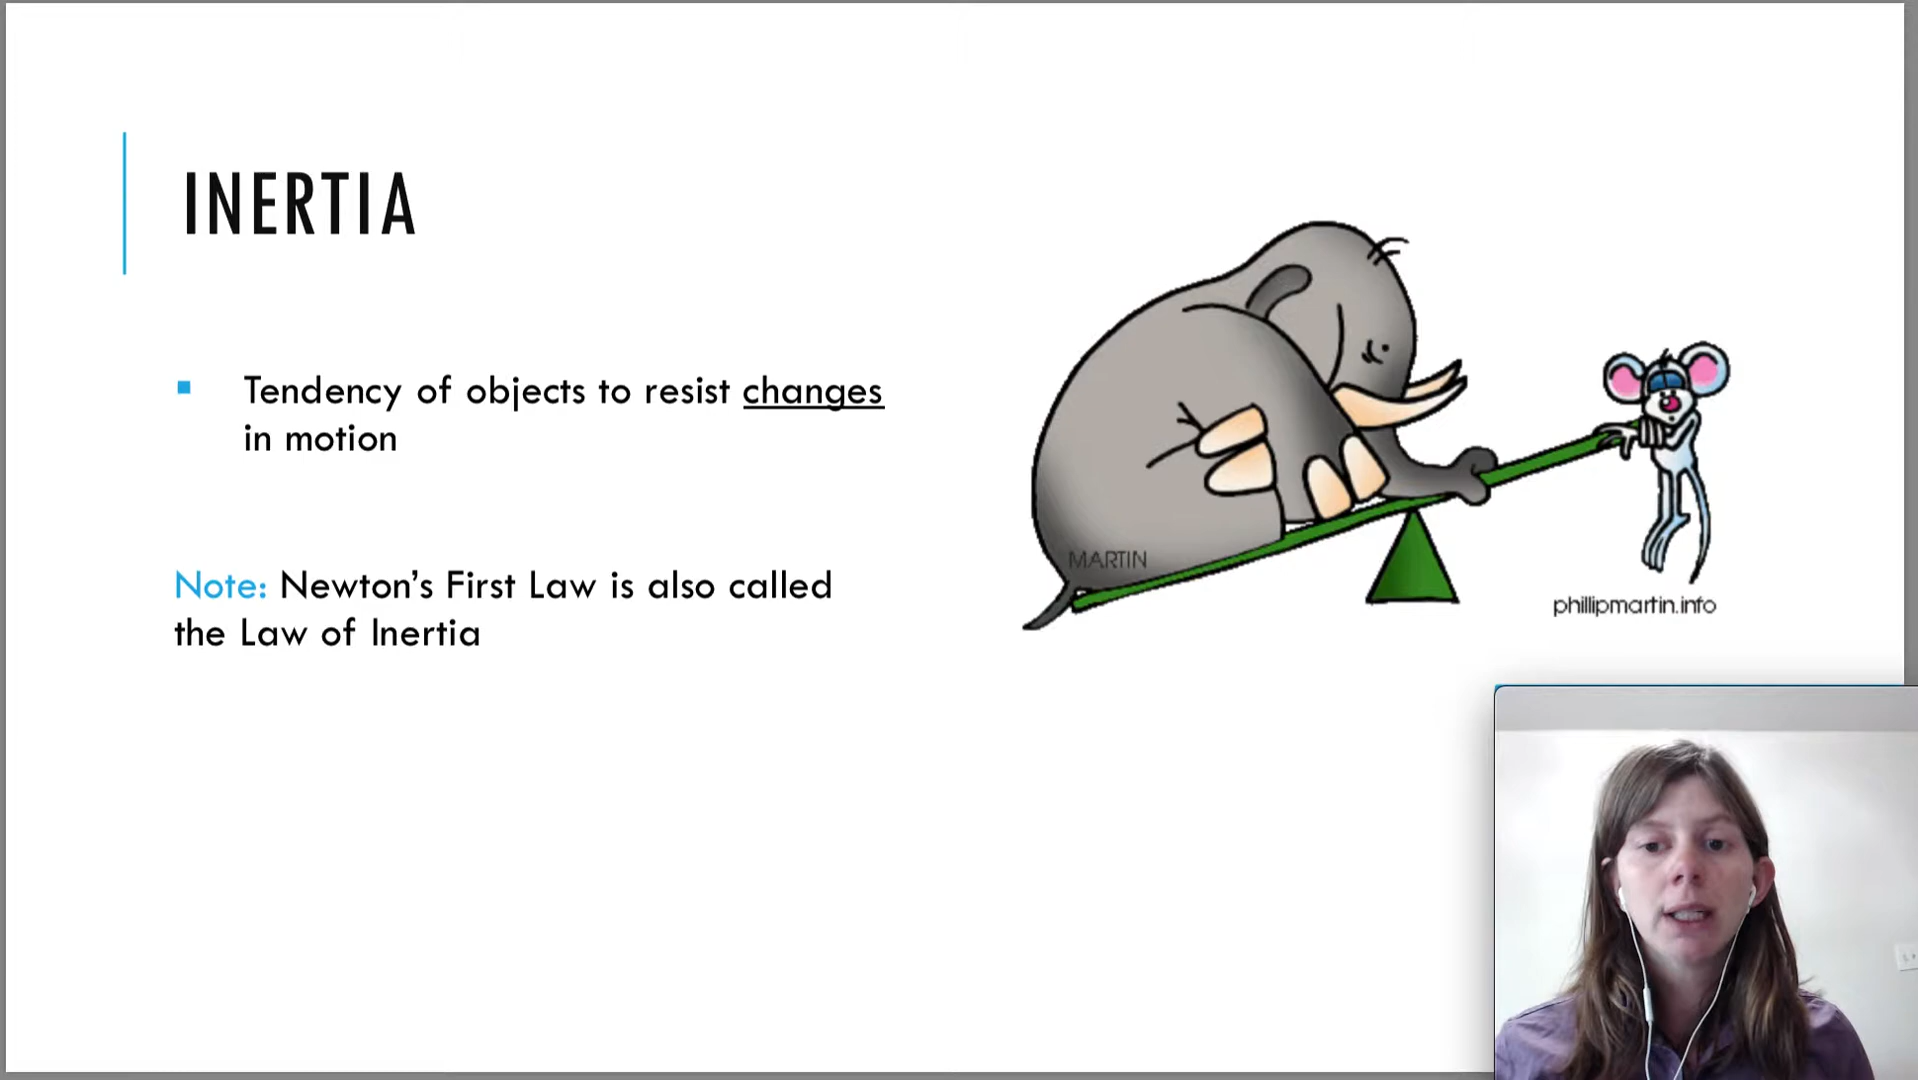 INERTIA
Tendency of objects to resist changes
in motion
Note: Newton's First Law is also called
the Law of Inertia
MARTIN
phillipmartin.info